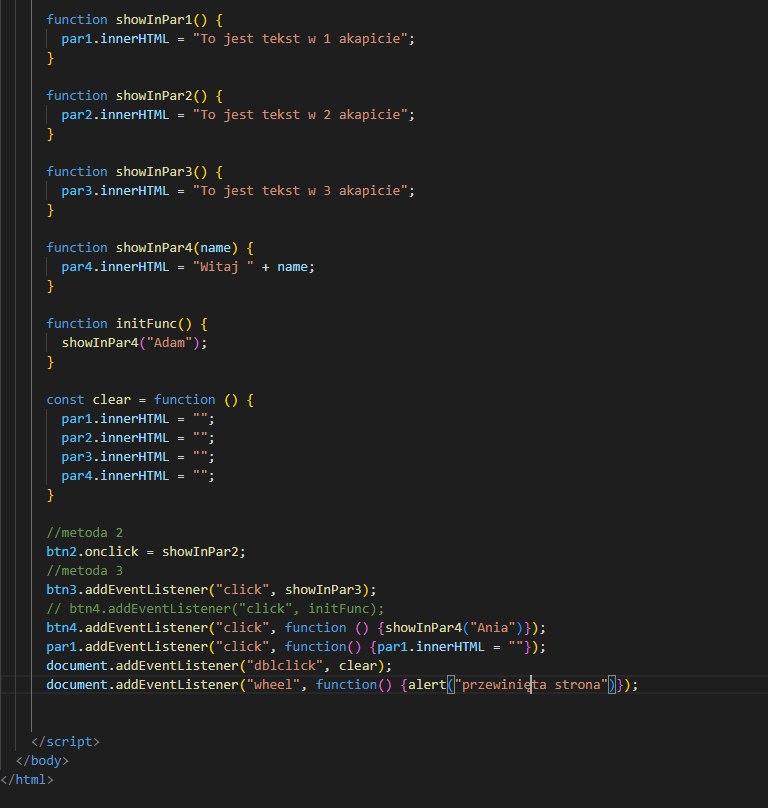 function showInPar1() {
par1.innerHTML = "To jest tekst w 1 akapicie";
}
function showInPar2() {
par2.innerHTML = "To jest tekst w 2 akapicie";
}
function showInPar3() {
par3.innerHTML = "To jest tekst w 3 akapicie";
}
function showInPar4(name) {
par4.innerHTML = "Witaj " + name;
}
function initFunc() {
showInPar4("Adam");
}
const clear = function () {
par1.innerHTML = "";
par2.innerHTML = "";
par3.innerHTML = "";
par4.innerHTML = "";
}
//metoda 2
btn2.onclick = showInPar2;
//metoda 3
btn3.addEventListener("click", showInPar3);
// btn4.addEventListener("click", initFunc);
btn4.addEventListener("click", function () {showInPar4("Ania")});
par1.addEventListener("click", function() {par1.innerHTML = ""});
document.addEventListener("dblclick", clear);
document.addEventListener("wheel", function() {alert("przewinięta strona")});
</script>
</body>
</html>